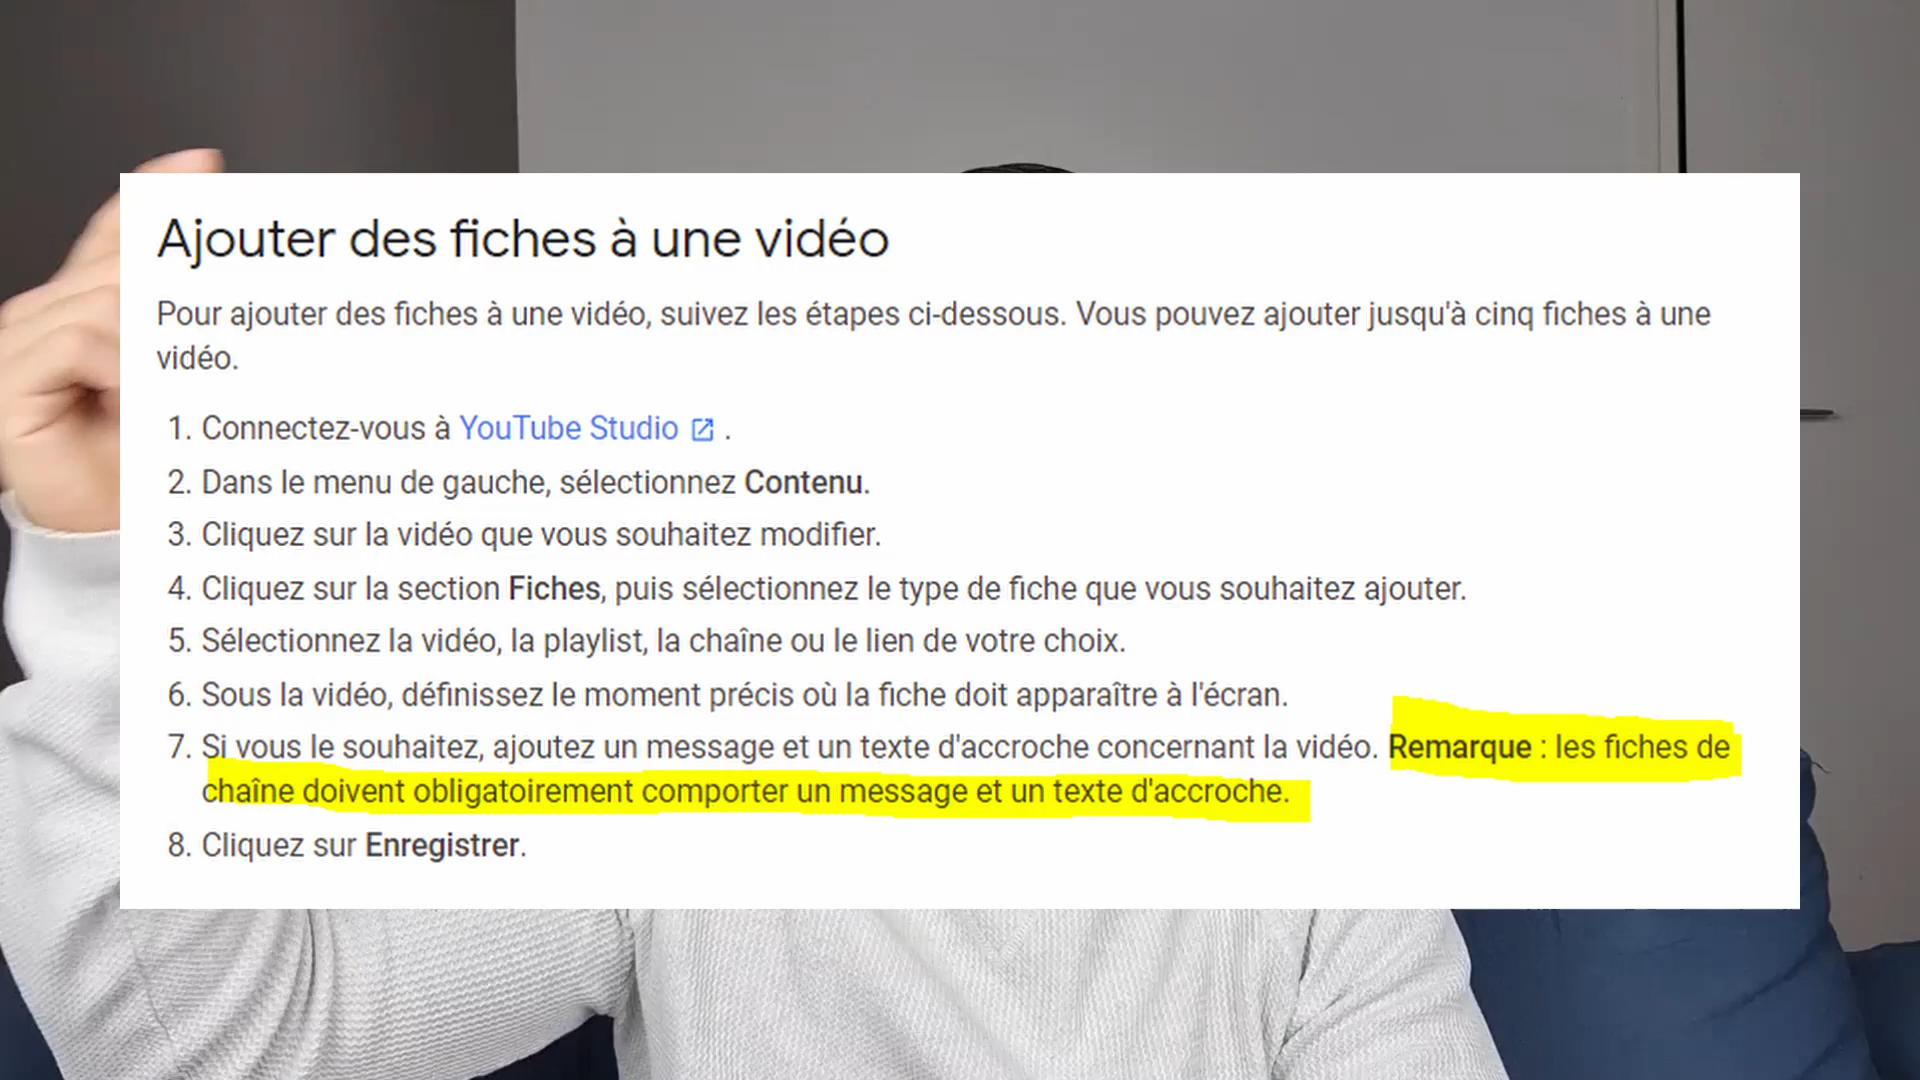 Ajouter des fiches à une vidéo
Pour ajouter des fiches à une vidéo, suivez les étapes ci-dessous. Vous pouvez ajouter jusqu'à cinq fiches à une
vidéo.
1. Connectez-vous à YouTube Studio .
2. Dans le menu de gauche, sélectionnez Contenu.
3. Cliquez sur la vidéo que vous souhaitez modifier.
4. Cliquez sur la section Fiches, puis sélectionnez le type de fiche que vous souhaitez ajouter.
5. Sélectionnez la vidéo, la playlist, la chaîne ou le lien de votre choix.
6. Sous la vidéo, définissez le moment précis où la fiche doit apparaître à l'écran.
7. Si vous le souhaitez, ajoutez un message et un texte d'accroche concernant la vidéo. Remarque : les fiches de
chaîne doivent obligatoirement comporter un message et un texte d'accroche.
8. Cliquez sur Enregistrer.